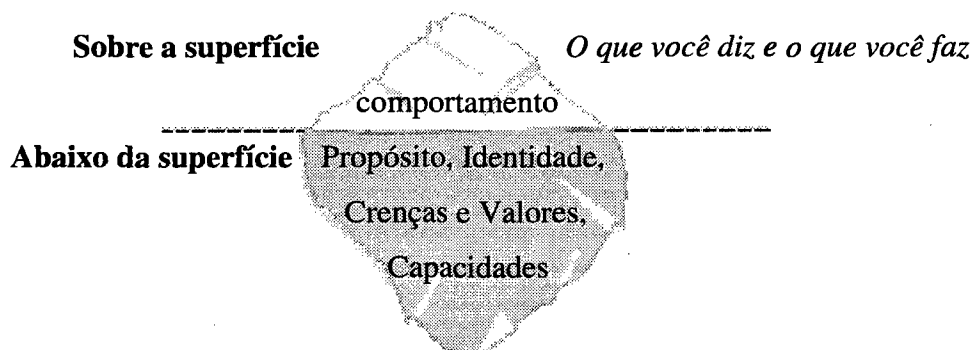 Sobre a superfície O que você diz e o que você faz
comportamento
Abaixo da superfície Propósito, Identidade,
Crenças e Valores,
Capacidades